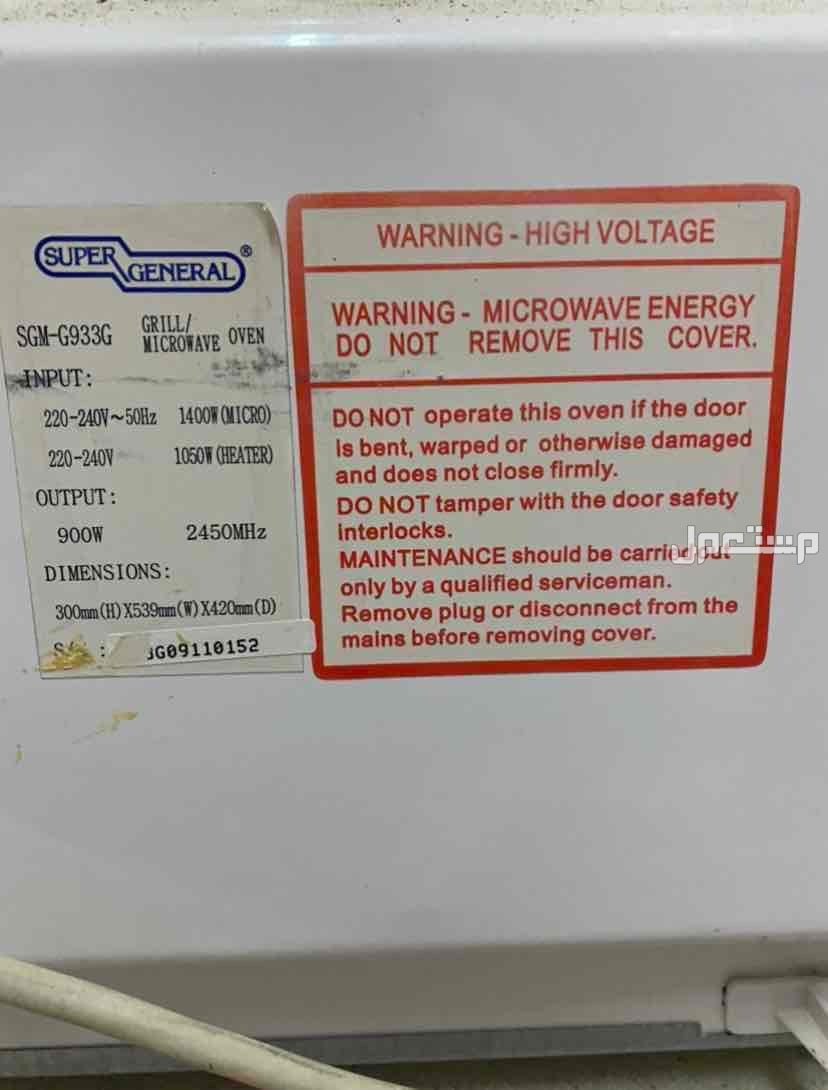 SUPER GENERAL®
SGM-G933G GRILL/ MICROWAVE OVEN
INPUT:
220-240V～50Hz 1400W(MICRO)
220-240V 1050W(HEATER)
OUTPUT:
900W 2450MHz
DIMENSIONS:
300mm(H)X539mm(W)X420mm(D)
G09110152
WARNING - HIGH VOLTAGE
WARNING - MICROWAVE ENERGY
DO NOT REMOVE THIS COVER.
DO NOT operate this oven if the door
is bent, warped or otherwise damaged
and does not close firmly.
DO NOT tamper with the door safety
interlocks.
MAINTENANCE should be carried out
only by a qualified serviceman.
Remove plug or disconnect from the
mains before removing cover.
مستعمل